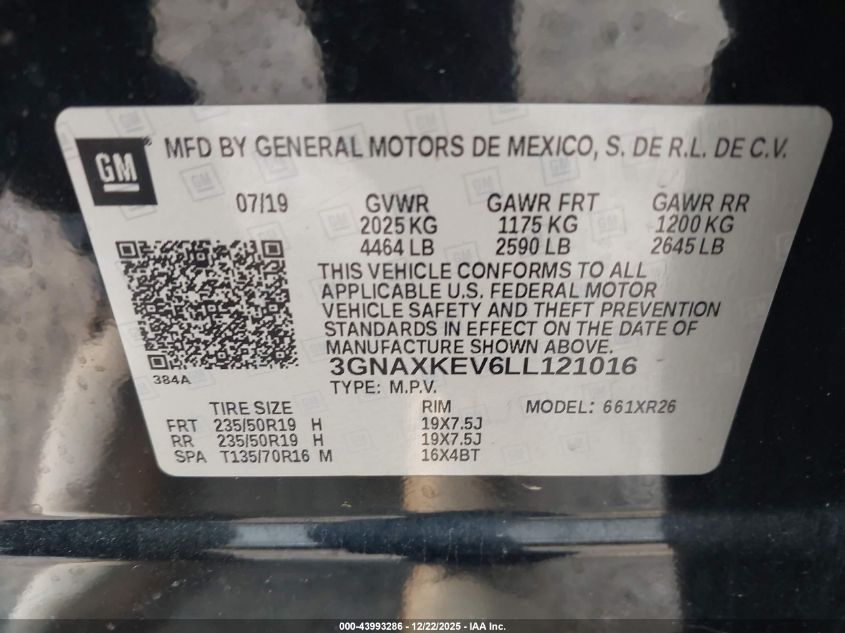 GM MFD BY GENERAL MOTORS DE MEXICO, S. DE R.L. DE C.V.
07/19 GVWR GAWR FRT GAWR RR
2025 KG 1175 KG 1200 KG
4464 LB 2590 LB 2645 LB
THIS VEHICLE CONFORMS TO ALL
APPLICABLE U.S. FEDERAL MOTOR
VEHICLE SAFETY AND THEFT PREVENTION
STANDARDS IN EFFECT ON THE DATE OF
MANUFACTURE SHOWN ABOVE.
384A 3GNAXKEV6LL121016
TYPE: M.P.V.
TIRE SIZE RIM MODEL: 661XR26
FRT 235/50R19 H 19X7.5J
RR 235/50R19 H 19X7.5J
SPA T135/70R16 M 16X4BT
000-43993286 - 12/22/2025 - IAA Inc.